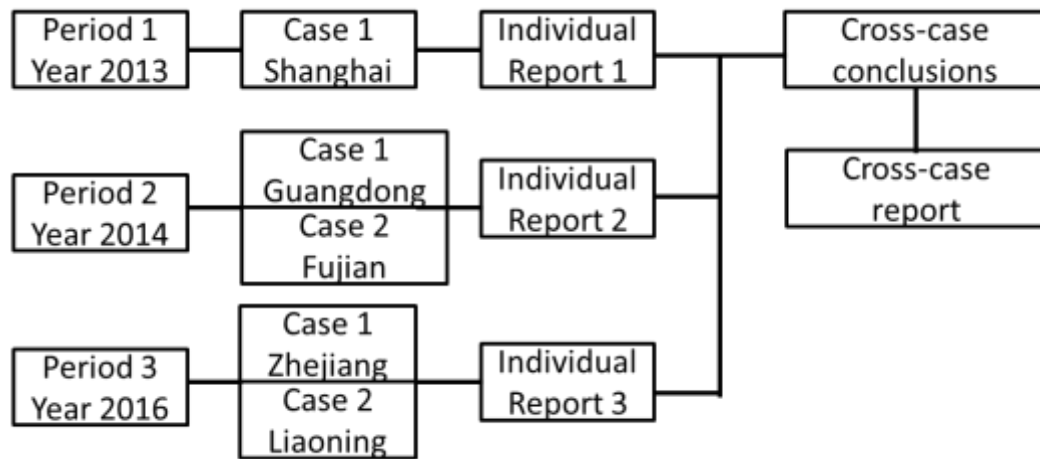 Period 1
Year 2013
Case 1
Shanghai
Individual
Report 1
Cross-case
conclusions
Period 2
Year 2014
Case 1
Guangdong
Case 2
Fujian
Individual
Report 2
Cross-case
report
Period 3
Year 2016
Case 1
Zhejiang
Case 2
Liaoning
Individual
Report 3